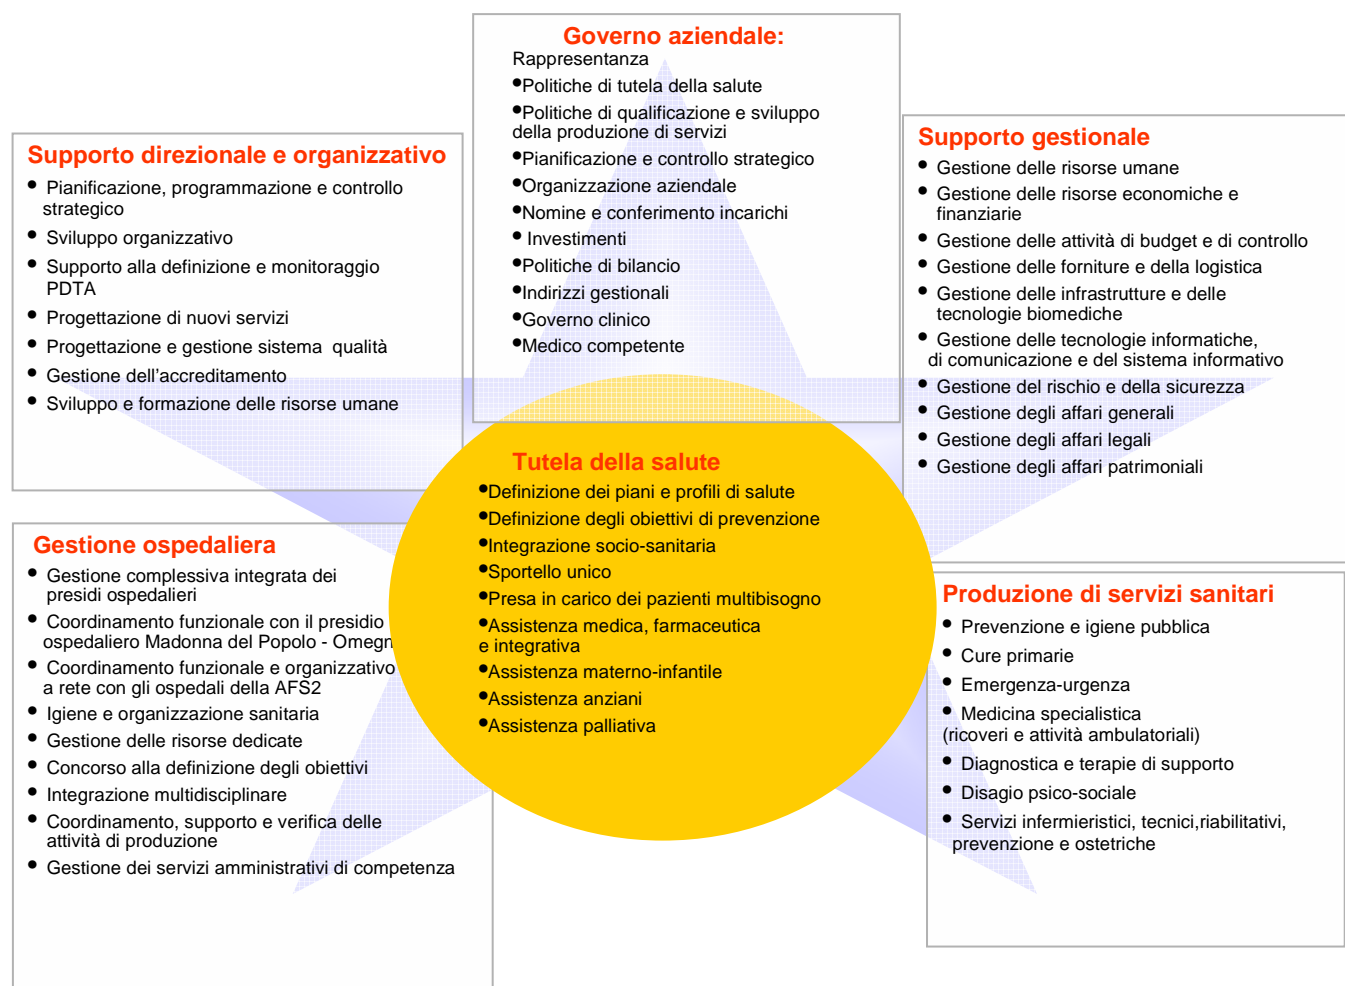 Governo aziendale:
Rappresentanza
•Politiche di tutela della salute
•Politiche di qualificazione e sviluppo
della produzione di servizi
•Pianificazione e controllo strategico
•Organizzazione aziendale
•Nomine e conferimento incarichi
• Investimenti
•Politiche di bilancio
•Indirizzi gestionali
•Governo clinico
•Medico competente
Supporto direzionale e organizzativo
• Pianificazione, programmazione e controllo
strategico
• Sviluppo organizzativo
• Supporto alla definizione e monitoraggio
PDTA
• Progettazione di nuovi servizi
• Progettazione e gestione sistema qualità
• Gestione dell'accreditamento
• Sviluppo e formazione delle risorse umane
Supporto gestionale
• Gestione delle risorse umane
• Gestione delle risorse economiche e
finanziarie
• Gestione delle attività di budget e di controllo
• Gestione delle forniture e della logistica
• Gestione delle infrastrutture e delle
tecnologie biomediche
• Gestione delle tecnologie informatiche,
di comunicazione e del sistema informativo
• Gestione del rischio e della sicurezza
• Gestione degli affari generali
• Gestione degli affari legali
• Gestione degli affari patrimoniali
Tutela della salute
•Definizione dei piani e profili di salute
•Definizione degli obiettivi di prevenzione
•Integrazione socio-sanitaria
•Sportello unico
•Presa in carico dei pazienti multibisogno
•Assistenza medica, farmaceutica
e integrativa
•Assistenza materno-infantile
•Assistenza anziani
•Assistenza palliativa
Gestione ospedaliera
• Gestione complessiva integrata dei
presidi ospedalieri
• Coordinamento funzionale con il presidio
ospedaliero Madonna del Popolo - Omegn
• Coordinamento funzionale e organizzativo
a rete con gli ospedali della AFS2
• Igiene e organizzazione sanitaria
• Gestione delle risorse dedicate
• Concorso alla definizione degli obiettivi
• Integrazione multidisciplinare
• Coordinamento, supporto e verifica delle
attività di produzione
• Gestione dei servizi amministrativi di competenza
Produzione di servizi sanitari
• Prevenzione e igiene pubblica
• Cure primarie
• Emergenza-urgenza
• Medicina specialistica
(ricoveri e attività ambulatoriali)
• Diagnostica e terapie di supporto
• Disagio psico-sociale
• Servizi infermieristici, tecnici,riabilitativi,
prevenzione e ostetriche